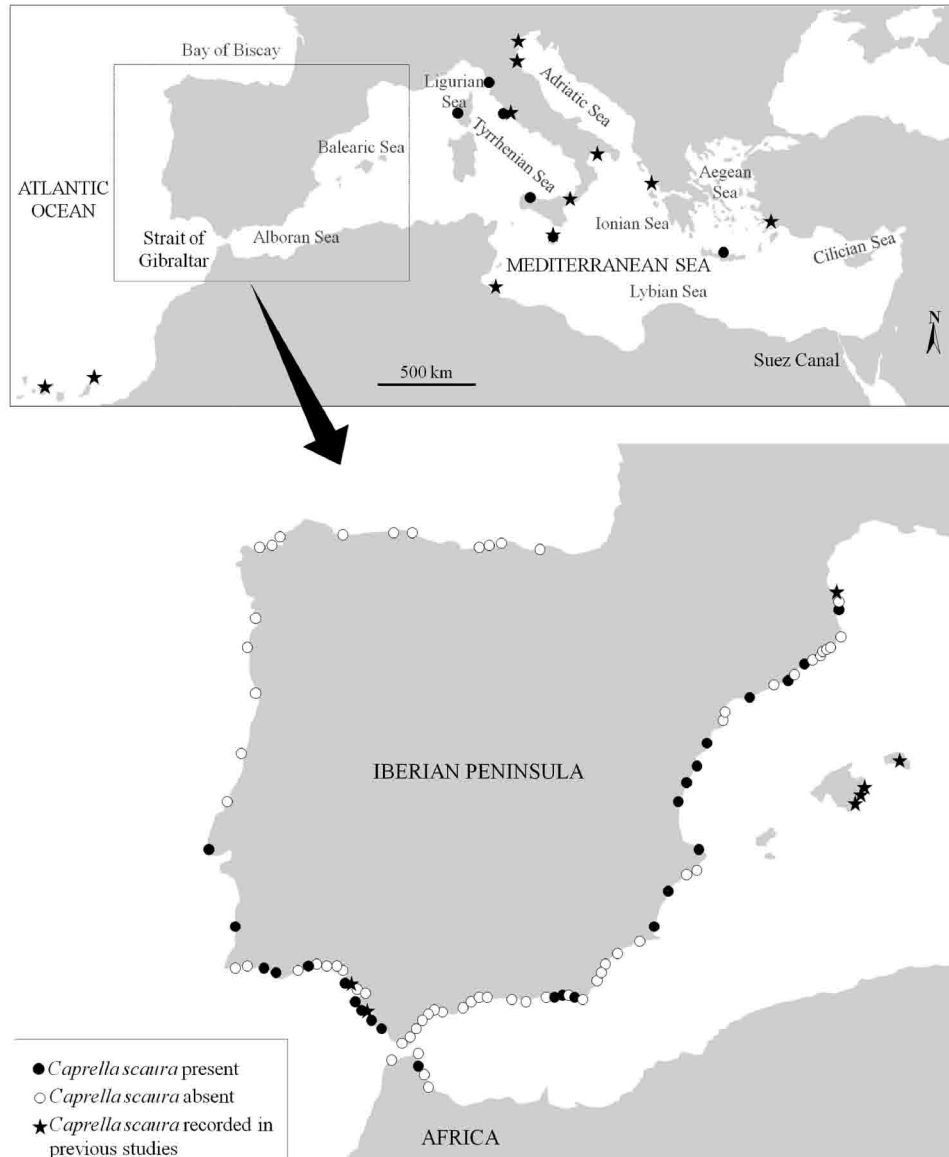 Bay of Biscay
Ligurian
Sea
Adriatic Sea
Balearic Sea
Tyrrhenian Sea
Aegean
Sea
ATLANTIC
OCEAN
Strait of
Gibraltar
Alboran Sea
Ionian Sea
Cilician Sea
MEDITERRANEAN SEA
Lybian Sea
N
500 km
Suez Canal
IBERIAN PENINSULA
Caprella scaura present
Caprella scaura absent
Caprella scaura recorded in
previous studies
AFRICA